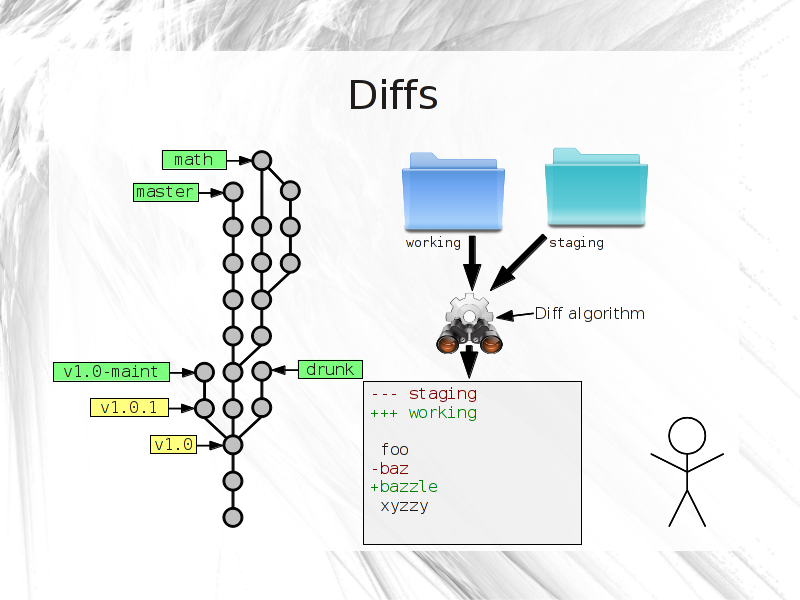 Diffs
math
master
v1.0-maint
drunk
v1.0.1
v1.0
working
staging
Diff algorithm
--- staging
+++ working
 foo
-baz
+bazzle
 xyzzy